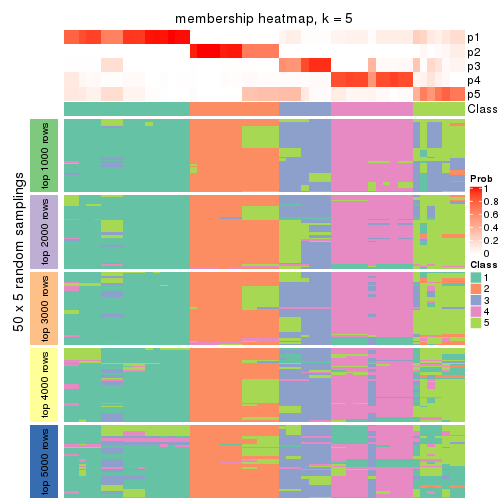 membership heatmap, k = 5
p1
p2
p3
p4
p5
Class
50 x 5 random samplings
top 1000 rows
top 2000 rows
top 3000 rows
top 4000 rows
top 5000 rows
Prob
1
0.8
0.6
0.4
0.2
0
Class
1
2
3
4
5